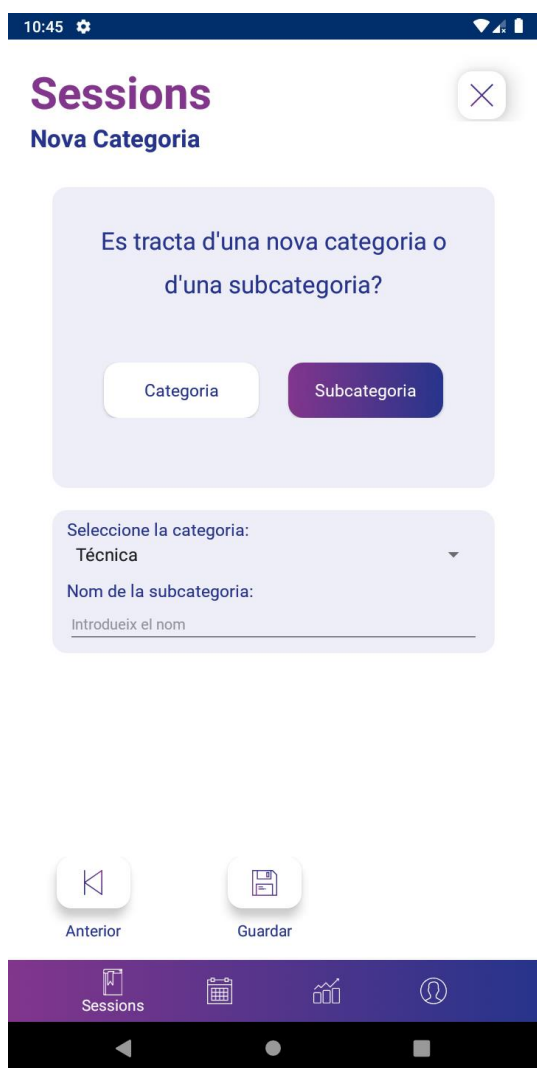 10:45
Sessions
Nova Categoria
Es tracta d'una nova categoria o
d'una subcategoria?
Categoria
Subcategoria
Seleccione la categoria:
Técnica
Nom de la subcategoria:
Introdueix el nom
Anterior
Guardar
Sessions